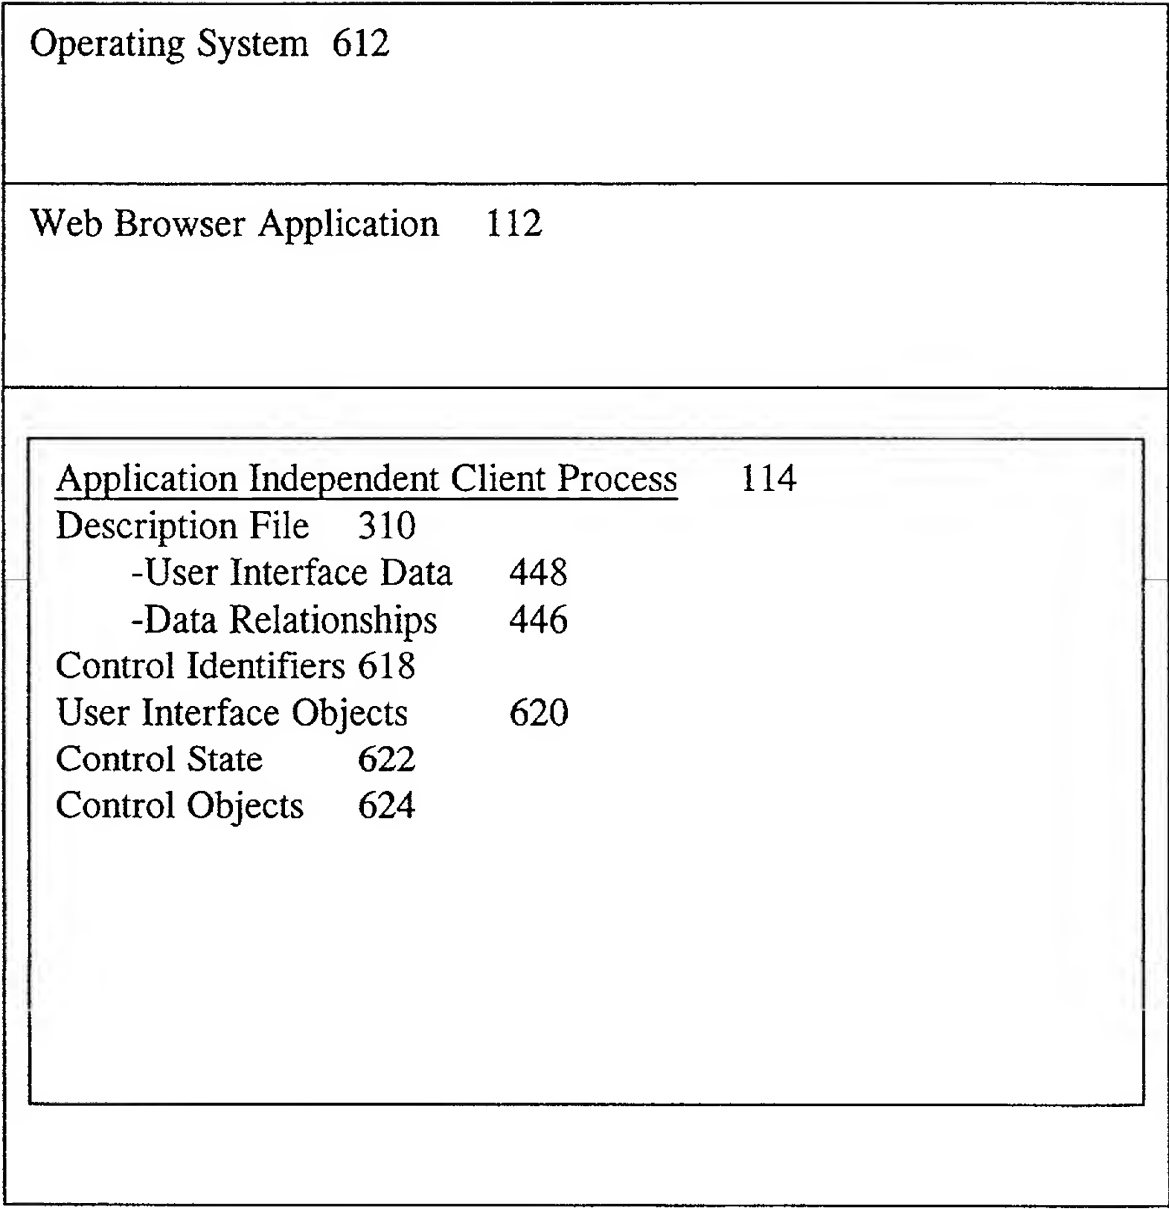 Operating System 612
Web Browser Application 112
Application Independent Client Process 114
Description File 310
-User Interface Data 448
-Data Relationships 446
Control Identifiers 618
User Interface Objects 620
Control State 622
Control Objects 624